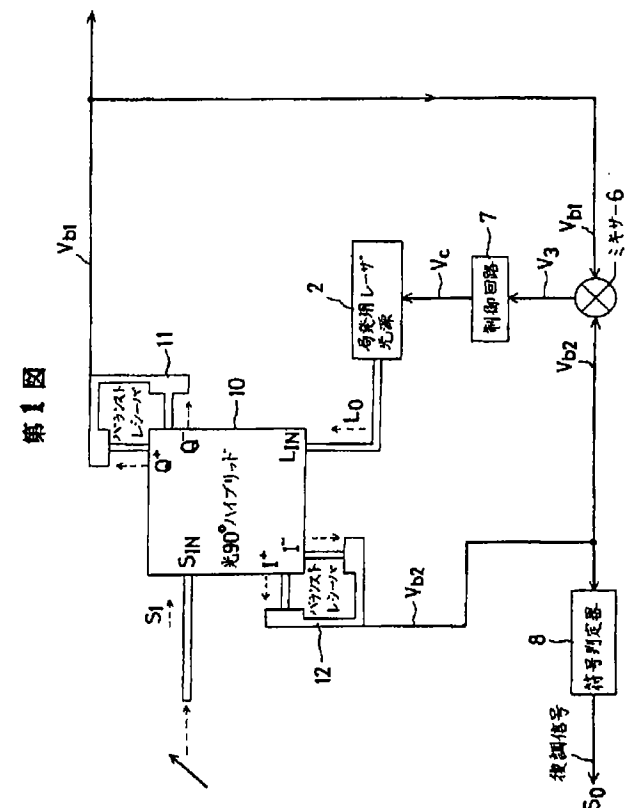 第1図
Vb1
11
バランスト
レシーバ
Q+
Q-
10
光90°ハイブリッド
SIN
S1
LIN
L0
I+
I-
バランスト
レシーバ
12
Vb2
2
局発用レーザ
光源
Vc
7
制御回路
V3
Vb1
ミキサー6
Vb2
8
符号判定器
復調信号
S0